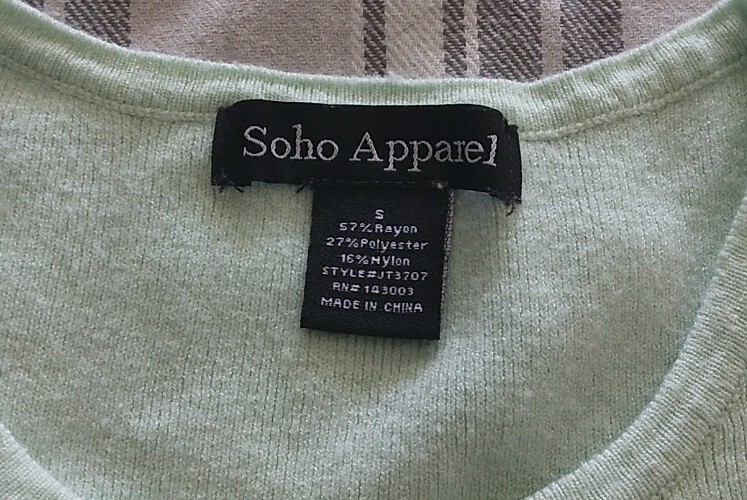 Soho Apparel
S
57%Rayon
27%Polyester
16%Nylon
STYLE#JT3707
RN# 143003
MADE IN CHINA